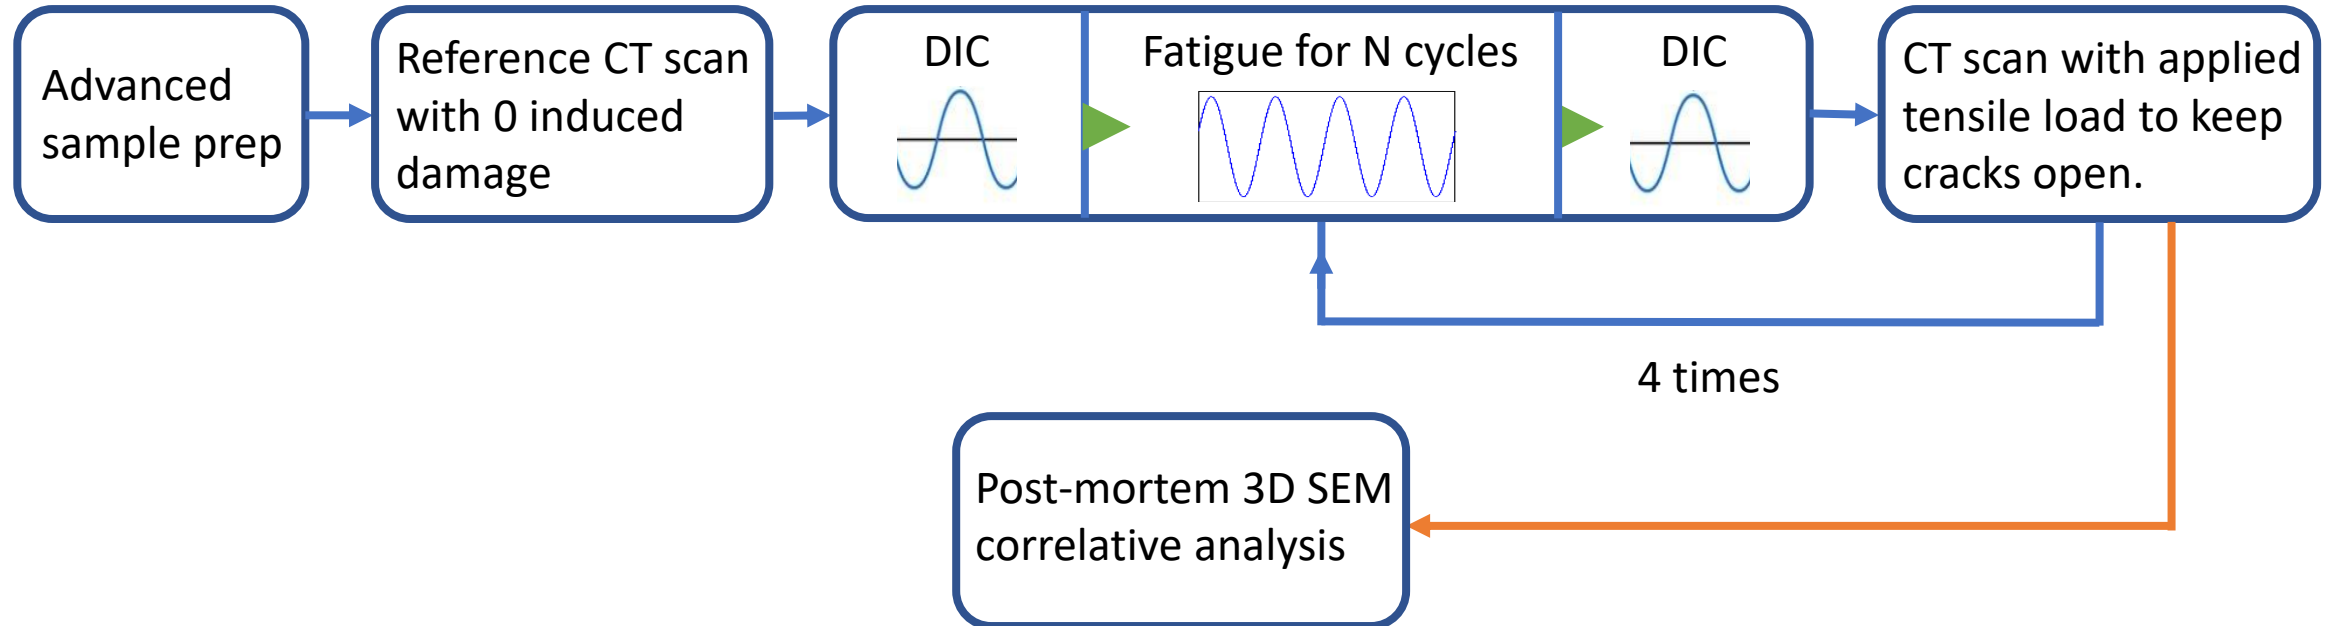 Advanced
sample prep
Reference CT scan
with 0 induced
damage
DIC
Fatigue for N cycles
DIC
CT scan with applied
tensile load to keep
cracks open.
4 times
Post-mortem 3D SEM
correlative analysis